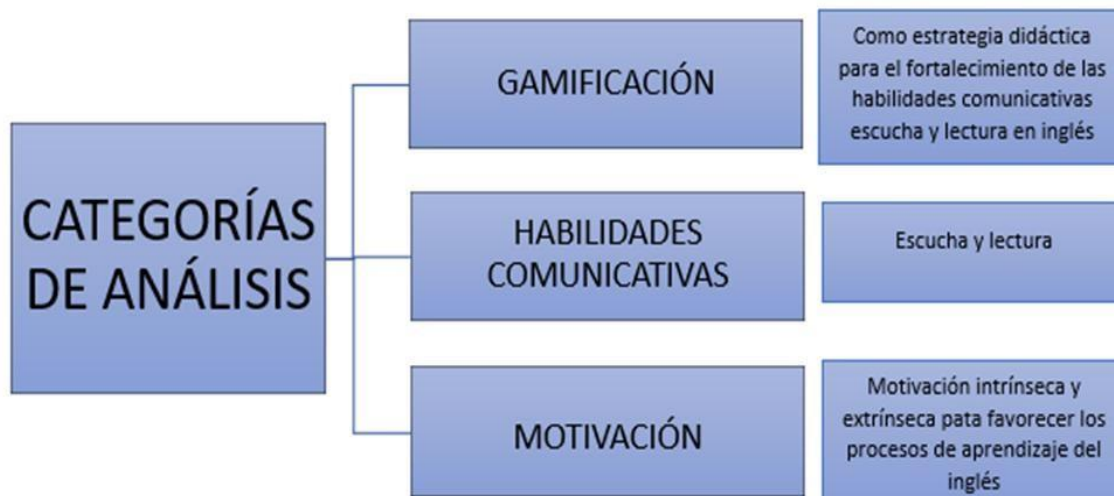 CATEGORÍAS
DE ANÁLISIS
GAMIFICACIÓN
Como estrategia didáctica
para el fortalecimiento de las
habilidades comunicativas
escucha y lectura en inglés
HABILIDADES
COMUNICATIVAS
Escucha y lectura
MOTIVACIÓN
Motivación intrínseca y
extrínseca pata favorecer los
procesos de aprendizaje del
inglés